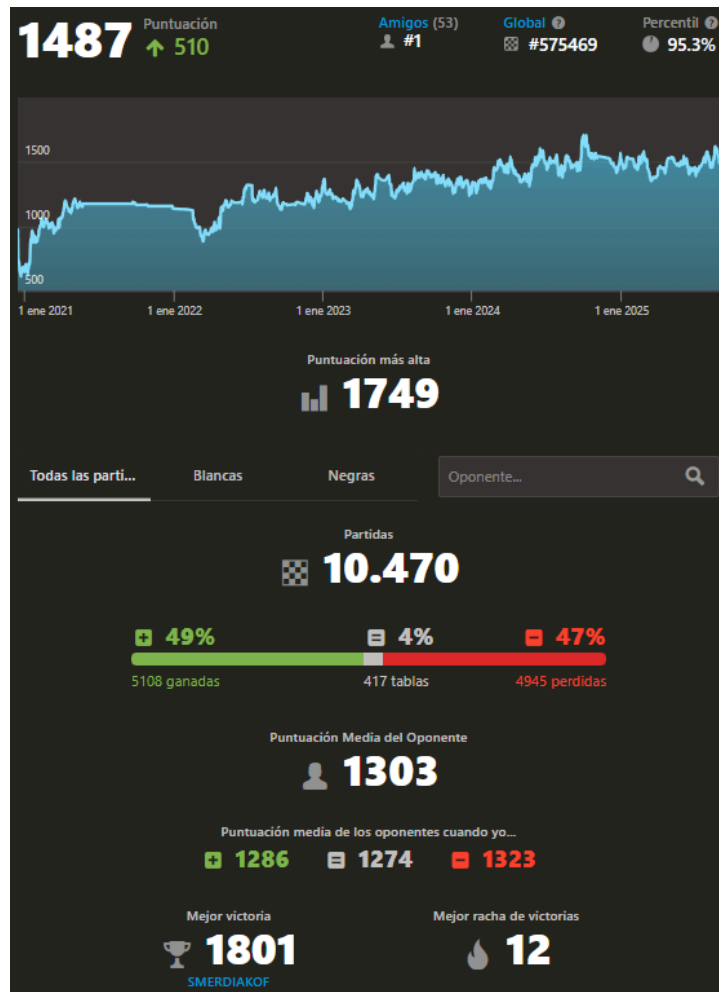 1487 Puntuación 510 Amigos (53) #1 Global #575469 Percentil 95.3%
1500
1000
500
1 ene 2021 1 ene 2022 1 ene 2023 1 ene 2024 1 ene 2025
Puntuación más alta
1749
Todas las parti... Blancas Negras Oponente...
Partidas
10.470
49% 4% 47%
5108 ganadas 417 tablas 4945 perdidas
Puntuación Media del Oponente
1303
Puntuación media de los oponentes cuando yo...
1286 1274 1323
Mejor victoria Mejor racha de victorias
1801 12
SMERDIAKOF